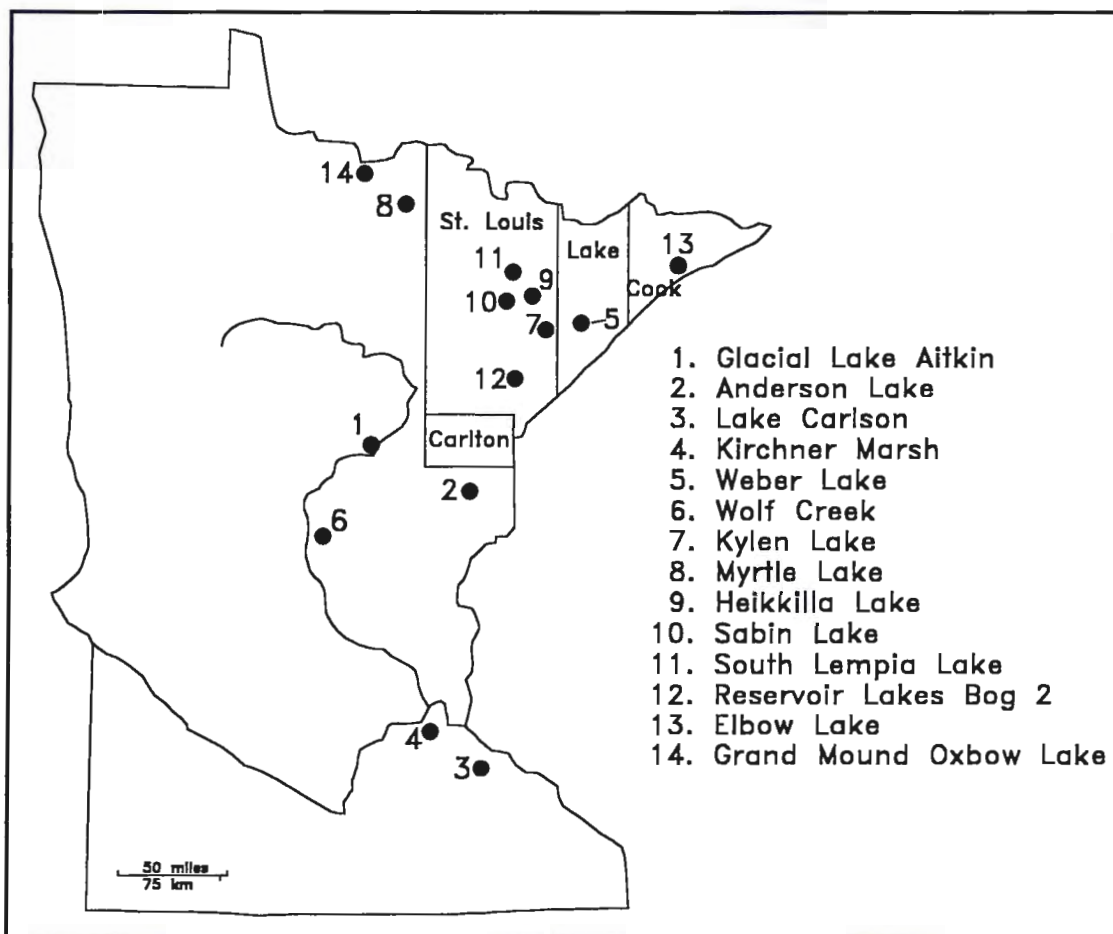 14
8
St. Louis
13
11
Lake
9
Cook
10
7
5
12
1
Carlton
2
6
4
3
50 miles
75 km
1. Glacial Lake Aitkin
2. Anderson Lake
3. Lake Carlson
4. Kirchner Marsh
5. Weber Lake
6. Wolf Creek
7. Kylen Lake
8. Myrtle Lake
9. Heikkilla Lake
10. Sabin Lake
11. South Lempia Lake
12. Reservoir Lakes Bog 2
13. Elbow Lake
14. Grand Mound Oxbow Lake